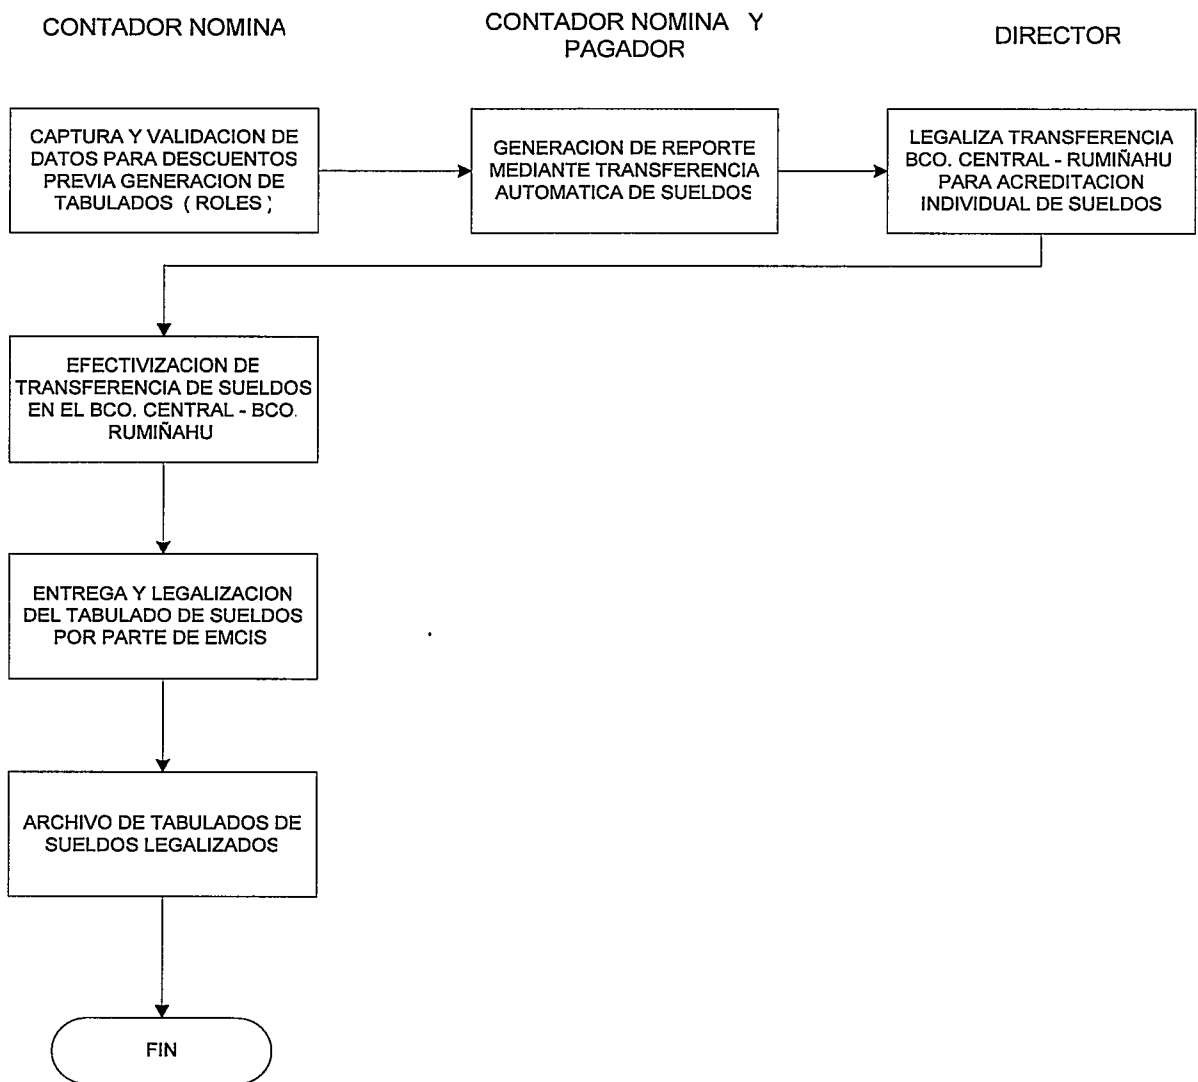 CONTADOR NOMINA
CONTADOR NOMINA Y
PAGADOR
DIRECTOR
CAPTURA Y VALIDACION DE
DATOS PARA DESCUENTOS
PREVIA GENERACION DE
TABULADOS ( ROLES )
GENERACION DE REPORTE
MEDIANTE TRANSFERENCIA
AUTOMATICA DE SUELDOS
LEGALIZA TRANSFERENCIA
BCO. CENTRAL - RUMIÑAHU
PARA ACREDITACION
INDIVIDUAL DE SUELDOS
EFECTIVIZACION DE
TRANSFERENCIA DE SUELDOS
EN EL BCO. CENTRAL - BCO.
RUMIÑAHU
ENTREGA Y LEGALIZACION
DEL TABULADO DE SUELDOS
POR PARTE DE EMCIS
ARCHIVO DE TABULADOS DE
SUELDOS LEGALIZADOS
FIN